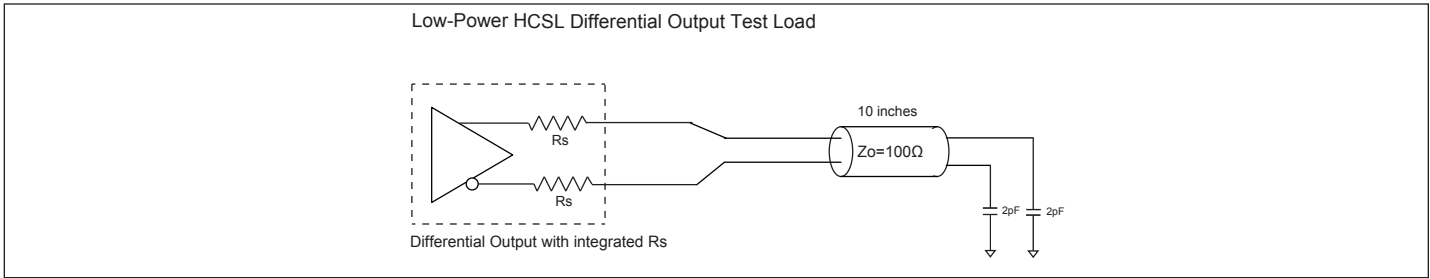 Low-Power HCSL Differential Output Test Load
10 inches
Rs
Zo=100Ω
Rs
2pF 2pF
Differential Output with integrated Rs